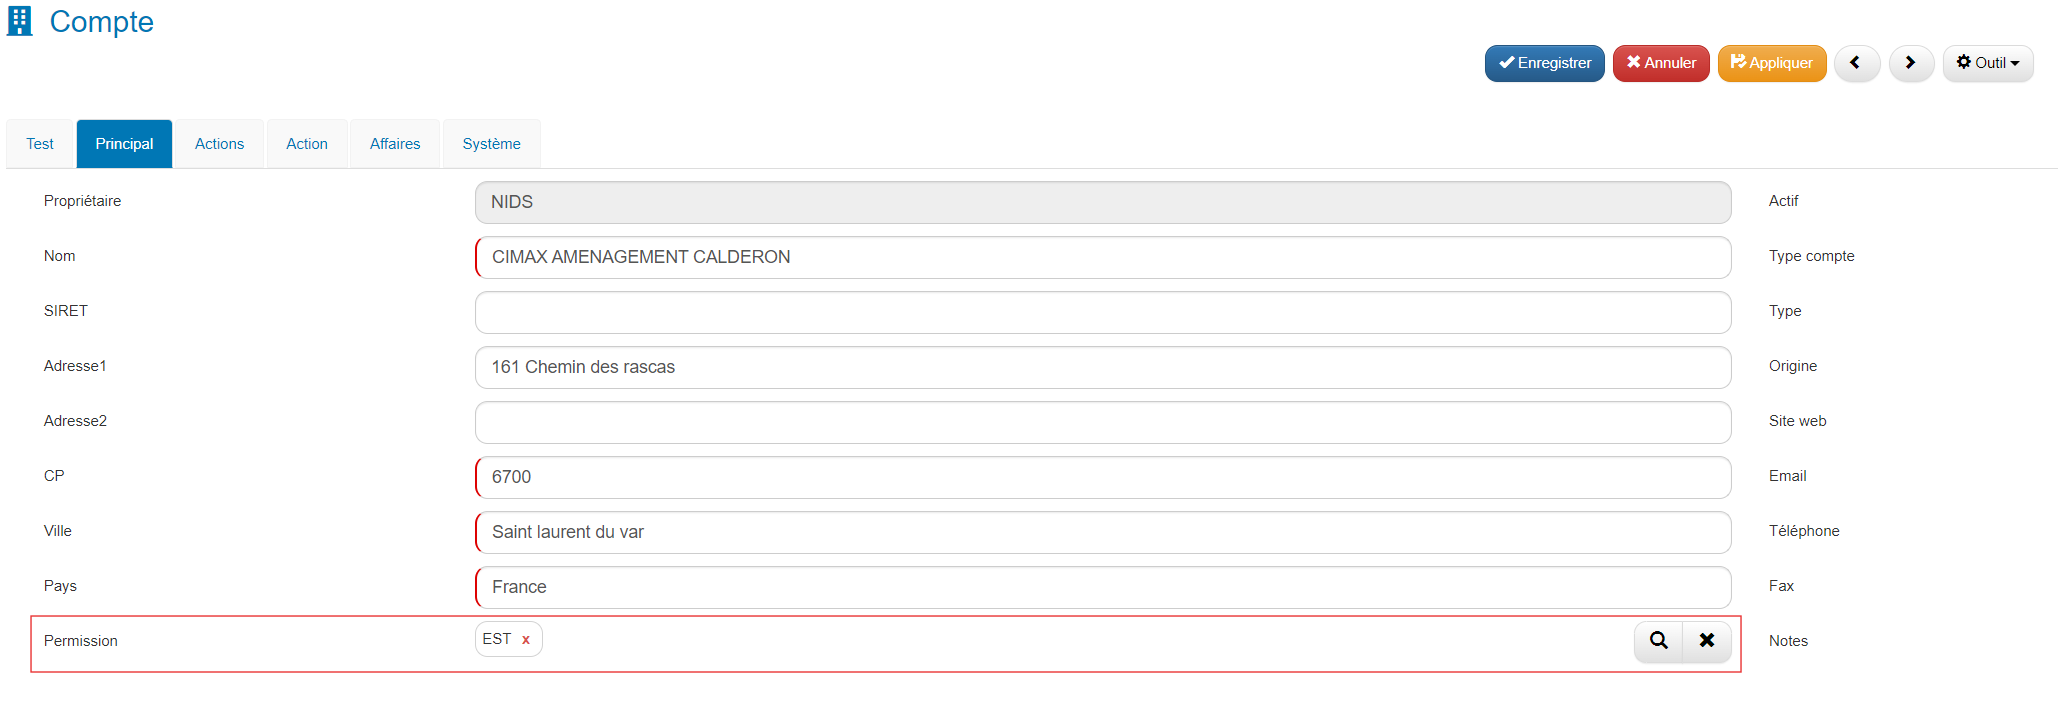 Compte
Enregistrer Annuler Appliquer Outil
Test Principal Actions Action Affaires Système
Propriétaire NIDS Actif
Nom CIMAX AMENAGEMENT CALDERON Type compte
SIRET Type
Adresse1 161 Chemin des rascas Origine
Adresse2 Site web
CP 6700 Email
Ville Saint laurent du var Téléphone
Pays France Fax
Permission EST x Notes